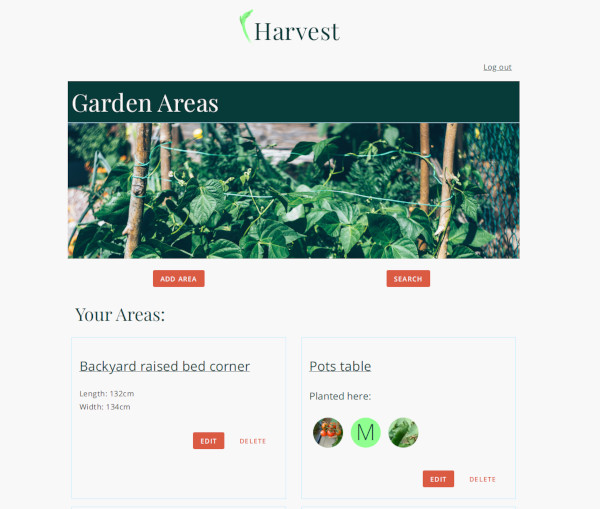 Harvest
Log out
Garden Areas
ADD AREA
SEARCH
Your Areas:
Backyard raised bed corner
Length: 132cm
Width: 134cm
EDIT
DELETE
Pots table
Planted here:
M
EDIT
DELETE